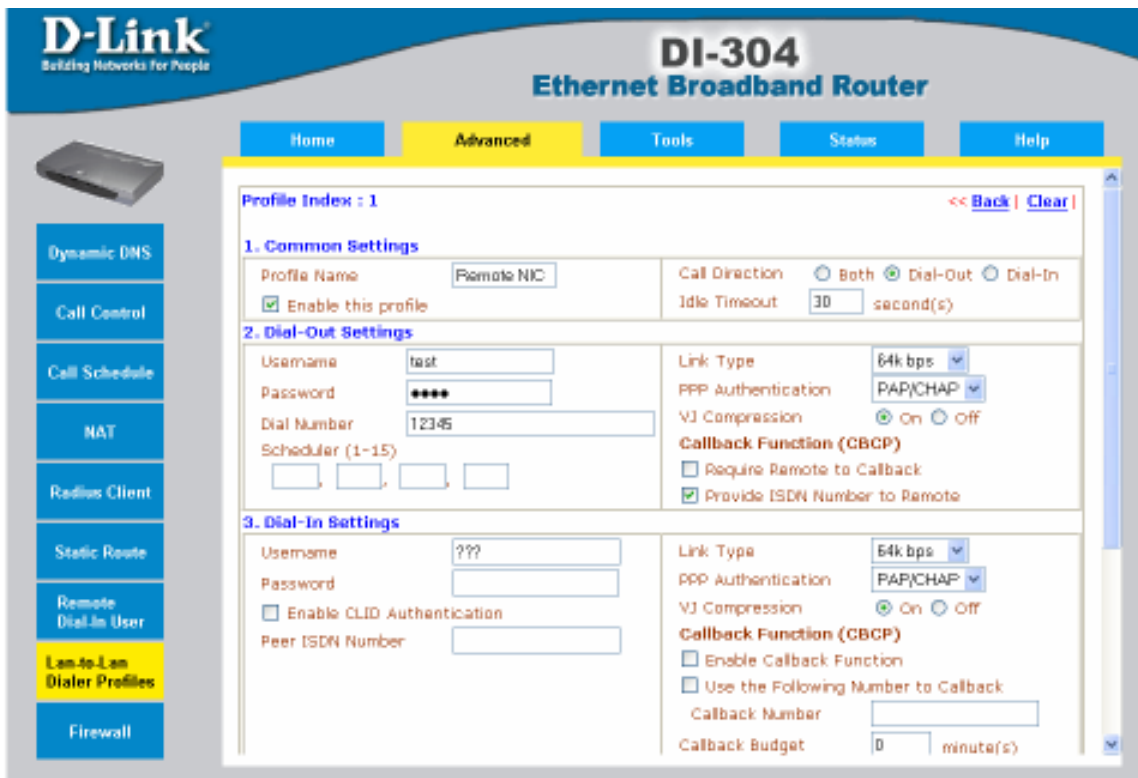 D-Link
Building Networks for People
DI-304
Ethernet Broadband Router
Home Advanced Tools Status Help
Dynamic DNS
Call Control
Call Schedule
NAT
Radius Client
Static Route
Remote
Dial-In User
Lan-to-Lan
Dialer Profiles
Firewall
Profile Index : 1 << Back | Clear |
1. Common Settings
Profile Name Remote NIC
Enable this profile
Call Direction Both Dial-Out Dial-In
Idle Timeout 30 second(s)
2. Dial-Out Settings
Username test
Password ●●●●
Dial Number 12345
Scheduler (1-15)
, , ,
Link Type 64k bps
PPP Authentication PAP/CHAP
VJ Compression On Off
Callback Function (CBCP)
Require Remote to Callback
Provide ISDN Number to Remote
3. Dial-In Settings
Username ???
Password
Enable CLID Authentication
Peer ISDN Number
Link Type 64k bps
PPP Authentication PAP/CHAP
VJ Compression On Off
Callback Function (CBCP)
Enable Callback Function
Use the Following Number to Callback
Callback Number
Callback Budget 0 minute(s)